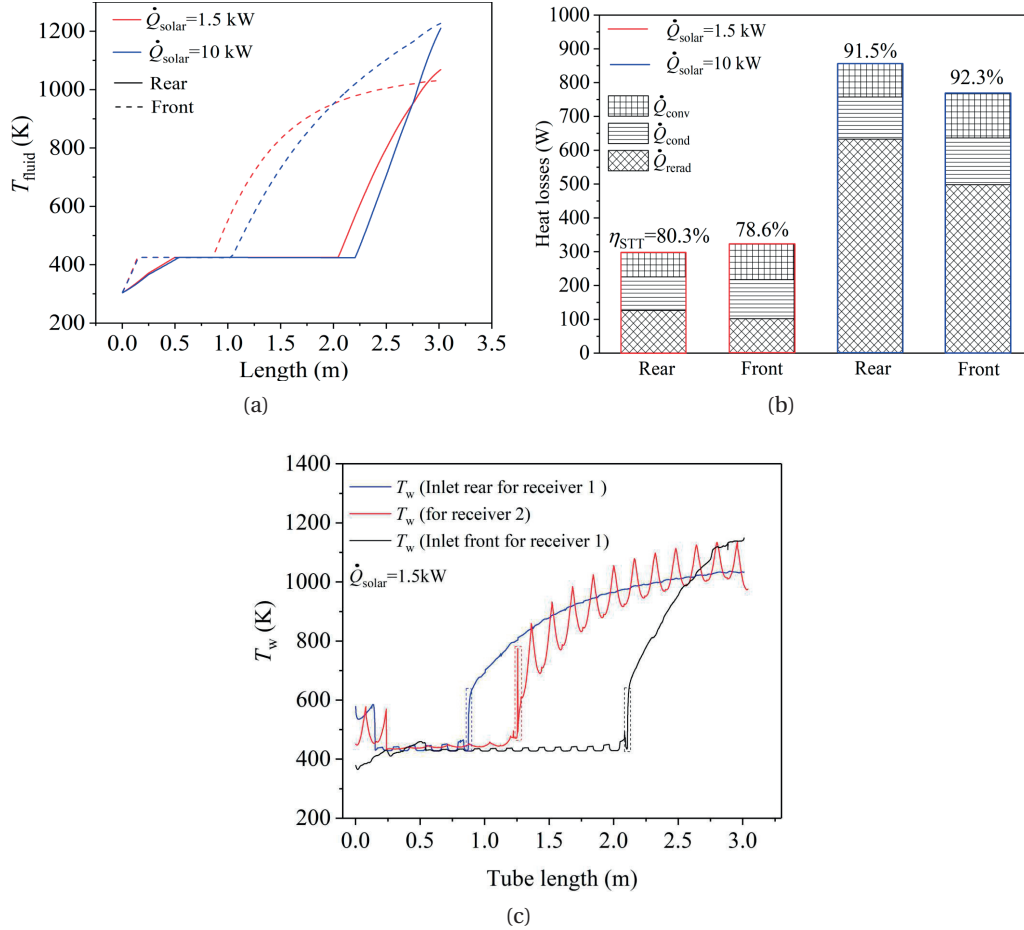 Q̇solar=1.5 kW
Q̇solar=10 kW
Rear
Front
1200
1000
800
600
400
200
Tfluid (K)
0.0 0.5 1.0 1.5 2.0 2.5 3.0 3.5
Length (m)
(a)
1000
900
800
700
600
500
400
300
200
100
0
Heat losses (W)
Q̇solar=1.5 kW
Q̇solar=10 kW
Q̇conv
Q̇cond
Q̇rerad
ηSTT=80.3%
78.6%
91.5%
92.3%
Rear Front Rear Front
(b)
1400
1200
1000
800
600
400
200
Tw (K)
Tw (Inlet rear for receiver 1 )
Tw (for receiver 2)
Tw (Inlet front for receiver 1)
Q̇solar=1.5kW
0.0 0.5 1.0 1.5 2.0 2.5 3.0
Tube length (m)
(c)